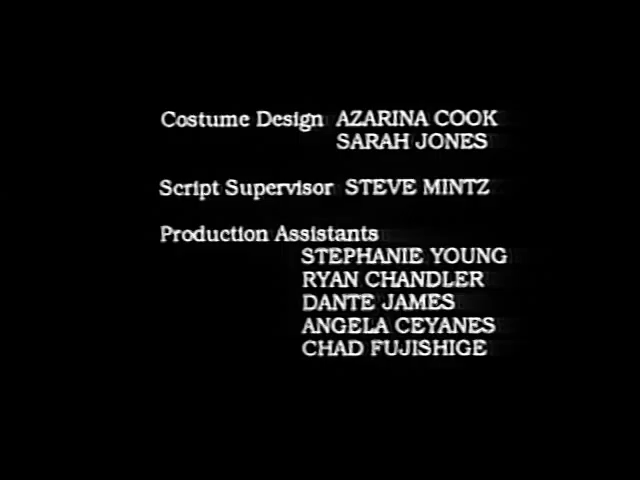 Costume Design AZARINA COOK
SARAH JONES
Script Supervisor STEVE MINTZ
Production Assistants
STEPHANIE YOUNG
RYAN CHANDLER
DANTE JAMES
ANGELA CEYANES
CHAD FUJISHIGE